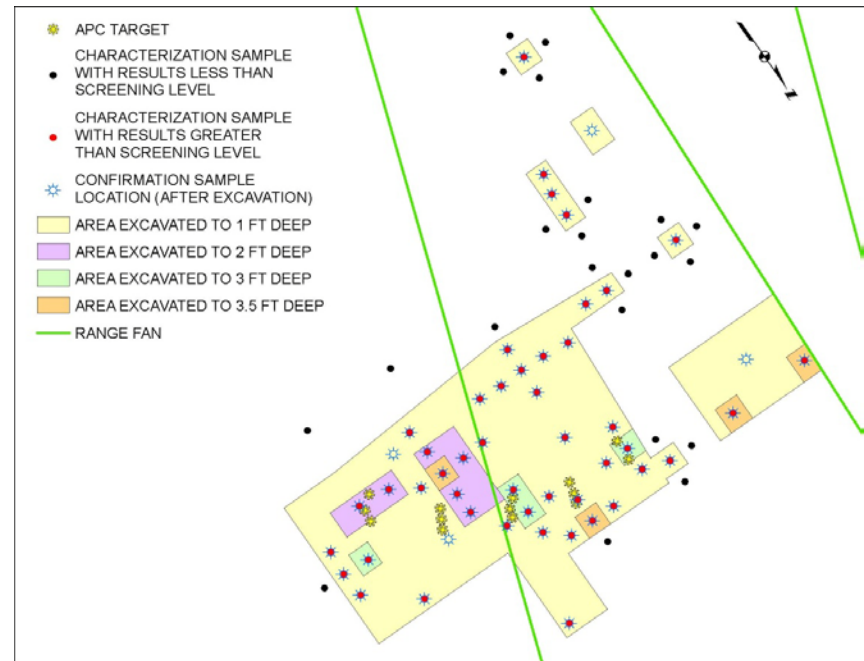 APC TARGET
CHARACTERIZATION SAMPLE
WITH RESULTS LESS THAN
SCREENING LEVEL
CHARACTERIZATION SAMPLE
WITH RESULTS GREATER
THAN SCREENING LEVEL
CONFIRMATION SAMPLE
LOCATION (AFTER EXCAVATION)
AREA EXCAVATED TO 1 FT DEEP
AREA EXCAVATED TO 2 FT DEEP
AREA EXCAVATED TO 3 FT DEEP
AREA EXCAVATED TO 3.5 FT DEEP
RANGE FAN
N